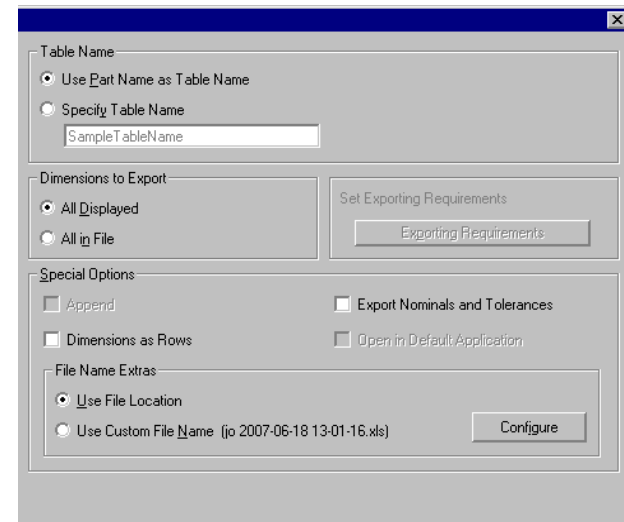 Table Name
Use Part Name as Table Name
Specify Table Name
SampleTableName
Dimensions to Export
All Displayed
All in File
Set Exporting Requirements
Exporting Requirements
Special Options
Append
Export Nominals and Tolerances
Dimensions as Rows
Open in Default Application
File Name Extras
Use File Location
Use Custom File Name (jo 2007-06-18 13-01-16.xls)
Configure